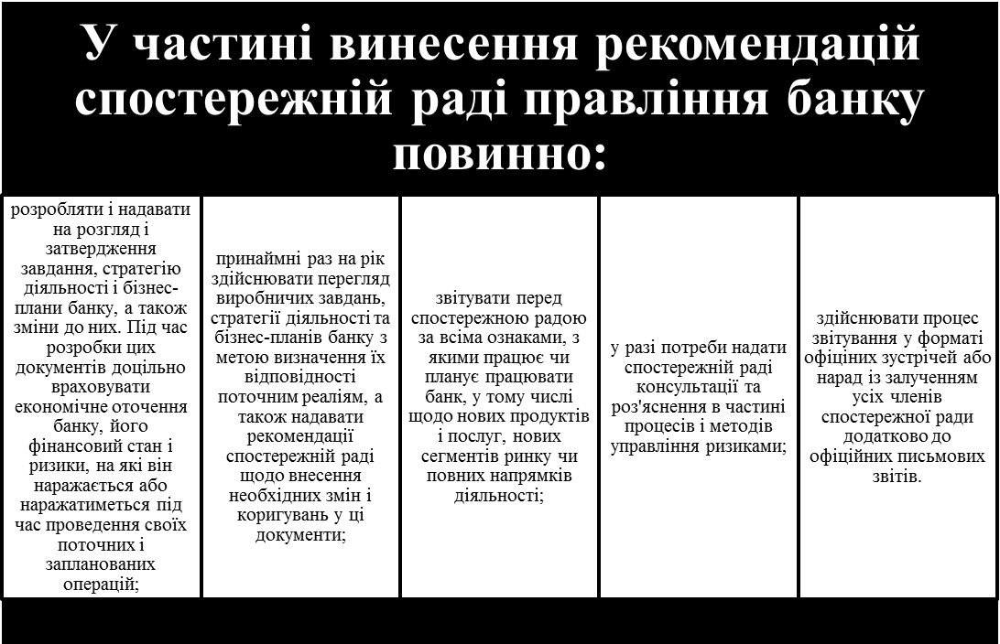 У частині винесення рекомендацій
спостережній раді правління банку
повинно:
розробляти і надавати
на розгляд і
затвердження
завдання, стратегію
діяльності і бізнес-
плани банку, а також
зміни до них. Під час
розробки цих
документів доцільно
враховувати
економічне оточення
банку, його
фінансовий стан і
ризики, на які він
наражається або
наражатиметься під
час проведення своїх
поточних і
запланованих
операцій;
принаймні раз на рік
здійснювати перегляд
виробничих завдань,
стратегії діяльності та
бізнес-планів банку з
метою визначення їх
відповідності
поточним реаліям, а
також надавати
рекомендації
спостережній раді
щодо внесення
необхідних змін і
коригувань у ці
документи;
звітувати перед
спостережною радою
за всіма ознаками, з
якими працює чи
планує працювати
банк, у тому числі
щодо нових продуктів
і послуг, нових
сегментів ринку чи
повних напрямків
діяльності;
у разі потреби надати
спостережній раді
консультації та
роз'яснення в частині
процесів і методів
управління ризиками;
здійснювати процес
звітування у форматі
офіціних зустрічей або
нарад із залученням
усіх членів
спостережної ради
додатково до
офіційних письмових
звітів.